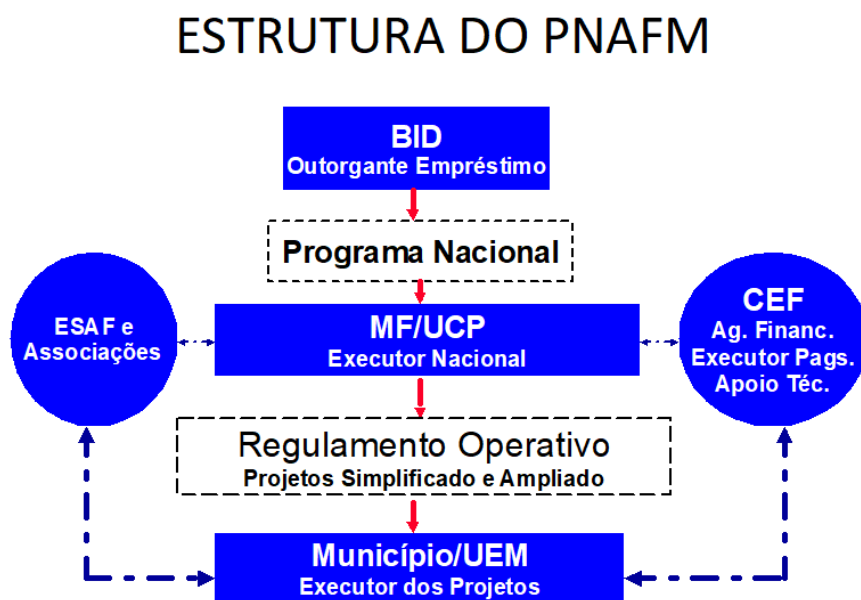 ESTRUTURA DO PNAFM
BID
Outorgante Empréstimo
Programa Nacional
ESAF e
Associações
MF/UCP
Executor Nacional
CEF
Ag. Financ.
Executor Pags.
Apoio Téc.
Regulamento Operativo
Projetos Simplificado e Ampliado
Município/UEM
Executor dos Projetos